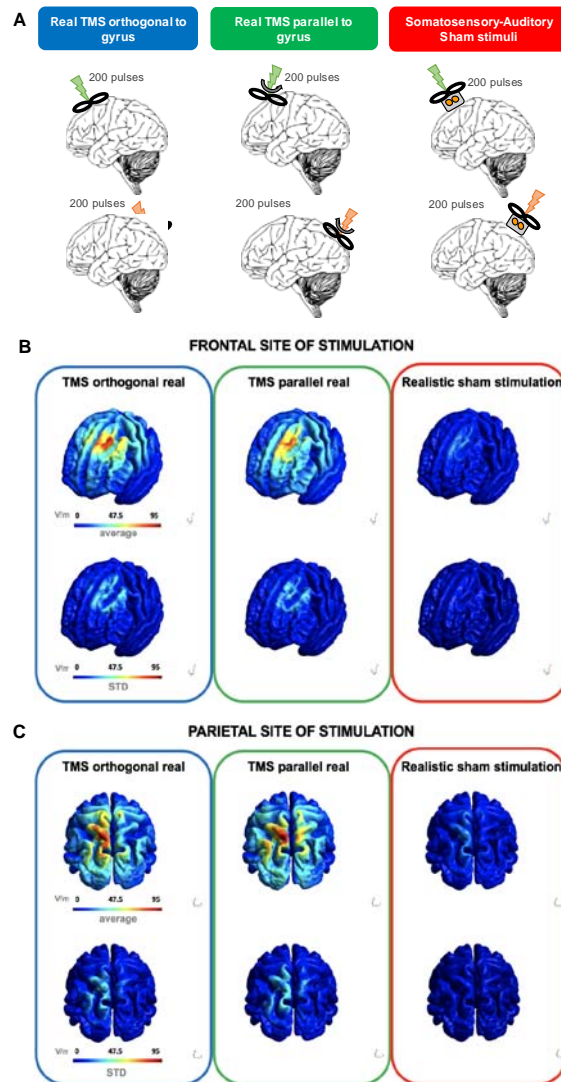 A
Real TMS orthogonal to
gyrus
Real TMS parallel to
gyrus
Somatosensory-Auditory
Sham stimuli
200 pulses
200 pulses
200 pulses
200 pulses
200 pulses
200 pulses
B
FRONTAL SITE OF STIMULATION
TMS orthogonal real
TMS parallel real
Realistic sham stimulation
V/m 0 47.5 95
average
V/m 0 47.5 95
STD
C
PARIETAL SITE OF STIMULATION
TMS orthogonal real
TMS parallel real
Realistic sham stimulation
V/m 0 47.5 95
average
V/m 0 47.5 95
STD